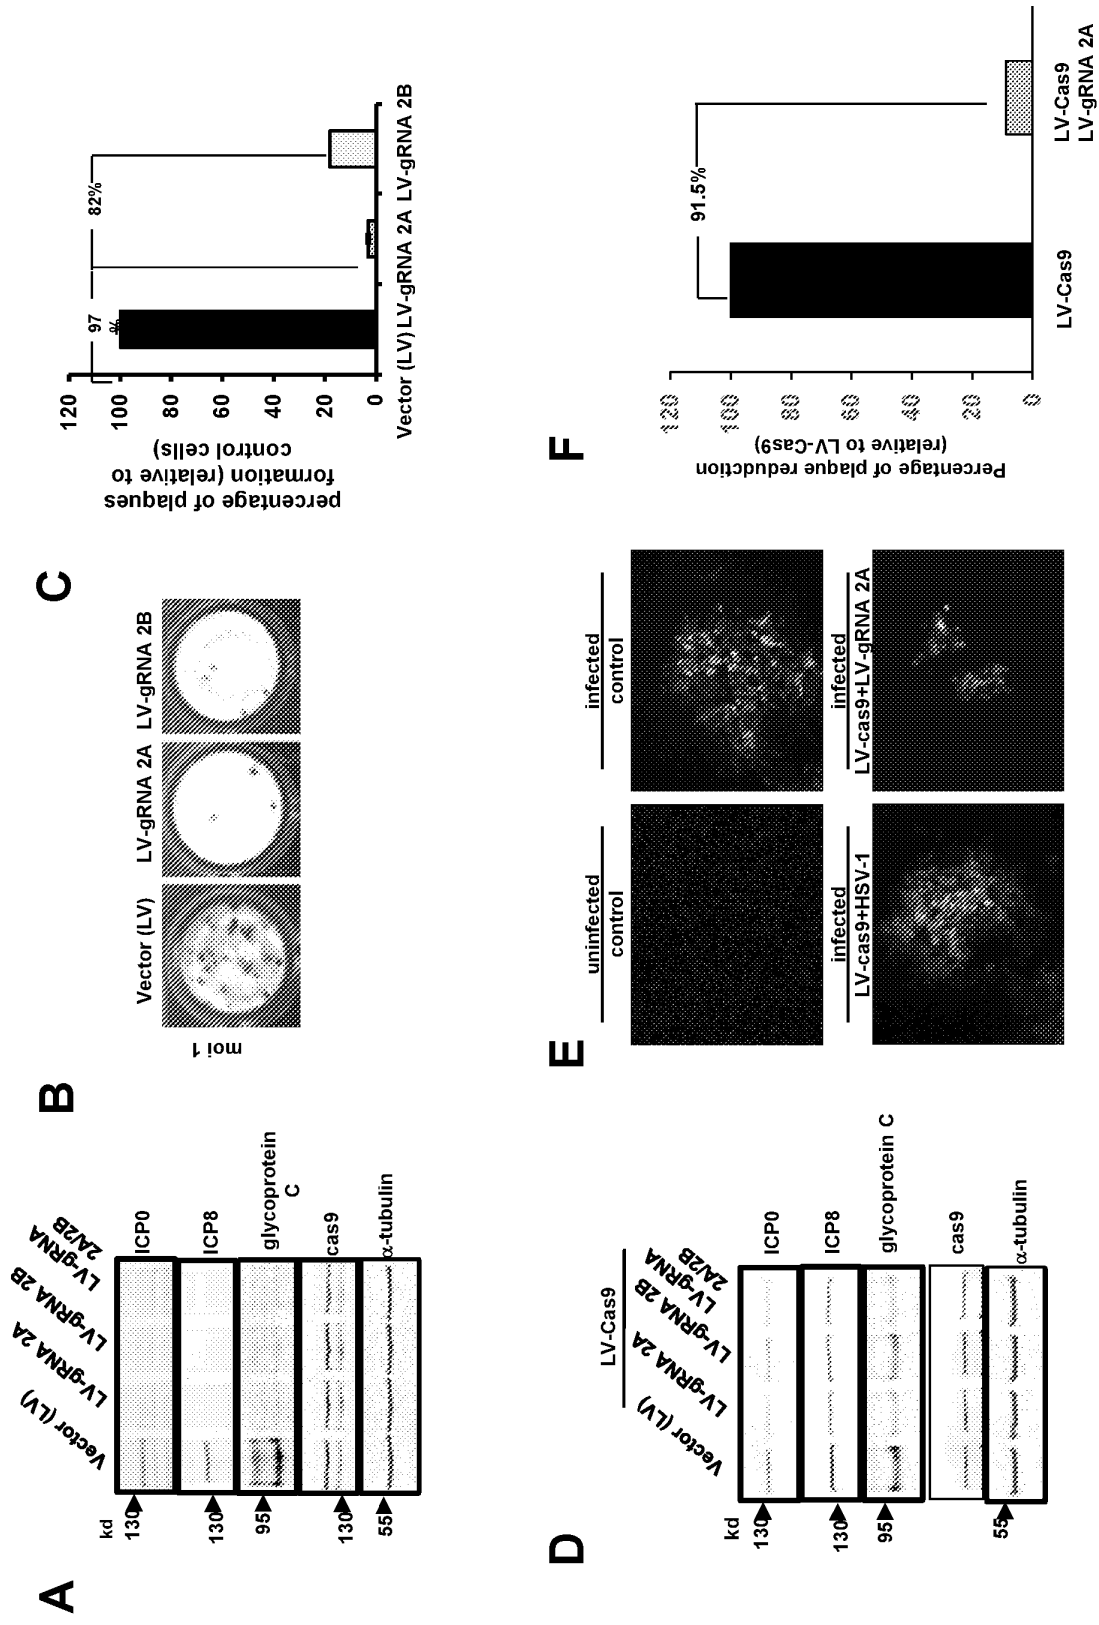 A
kd
Vector (LV)
LV-gRNA 2A
LV-gRNA 2B
LV-gRNA
2A/2B
130
ICP0
130
ICP8
95
glycoprotein
C
130
cas9
55
α-tubulin
B
Vector (LV)
LV-gRNA 2A
LV-gRNA 2B
moi 1
C
percentage of plaques
formation (relative to
control cells)
120
100
80
60
40
20
0
97
%
82%
Vector (LV)
LV-gRNA 2A
LV-gRNA 2B
D
LV-Cas9
kd
Vector (LV)
LV-gRNA 2A
LV-gRNA 2B
LV-gRNA
2A/2B
130
ICP0
130
ICP8
95
glycoprotein C
cas9
55
α-tubulin
E
uninfected
control
infected
control
infected
LV-cas9+HSV-1
infected
LV-cas9+LV-gRNA 2A
F
Percentage of plaque redudction
(relative to LV-Cas9)
120
100
80
60
40
20
0
91.5%
LV-Cas9
LV-Cas9
LV-gRNA 2A